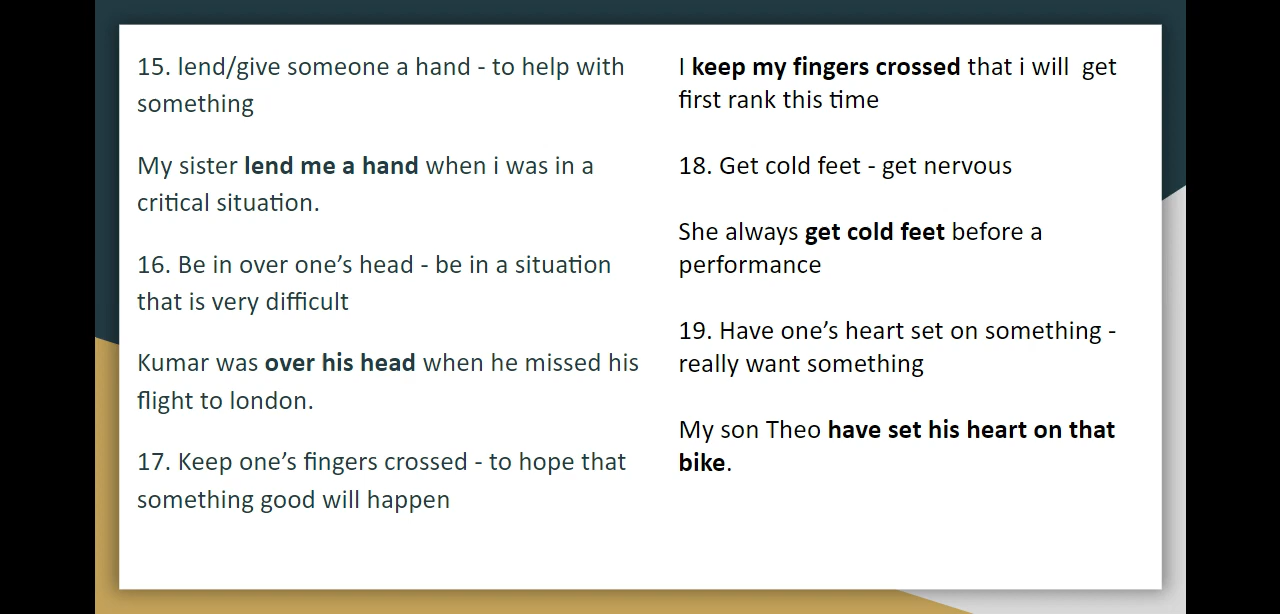 15. lend/give someone a hand - to help with
something
My sister lend me a hand when i was in a
critical situation.
16. Be in over one’s head - be in a situation
that is very difficult
Kumar was over his head when he missed his
flight to london.
17. Keep one’s fingers crossed - to hope that
something good will happen
I keep my fingers crossed that i will  get
first rank this time
18. Get cold feet - get nervous
She always get cold feet before a
performance
19. Have one’s heart set on something -
really want something
My son Theo have set his heart on that
bike.